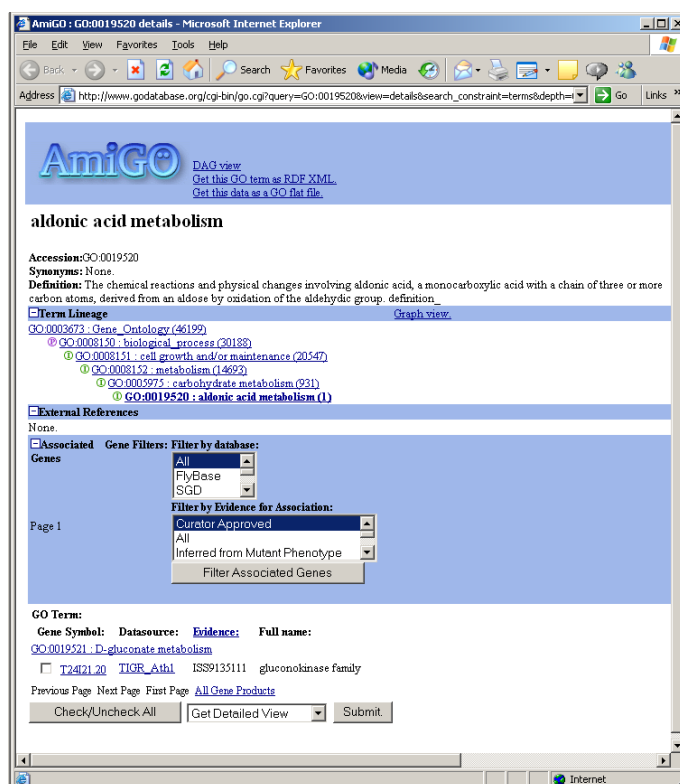 AmiGO : GO:0019520 details - Microsoft Internet Explorer
File Edit View Favorites Tools Help
Back Search Favorites Media
Address http://www.godatabase.org/cgi-bin/go.cgi?query=GO:0019520&view=details&search_constraint=terms&depth= Go Links »
AmiGO
DAG view
Get this GO term as RDF XML.
Get this data as a GO flat file.
aldonic acid metabolism
Accession:GO:0019520
Synonyms: None.
Definition: The chemical reactions and physical changes involving aldonic acid, a monocarboxylic acid with a chain of three or more
carbon atoms, derived from an aldose by oxidation of the aldehydic group. definition_
Term Lineage Graph view.
GO:0003673 : Gene_Ontology (46199)
GO:0008150 : biological_process (30188)
GO:0008151 : cell growth and/or maintenance (20547)
GO:0008152 : metabolism (14693)
GO:0005975 : carbohydrate metabolism (931)
GO:0019520 : aldonic acid metabolism (1)
External References
None.
Associated Gene Filters: Filter by database:
Genes
All
FlyBase
SGD
Filter by Evidence for Association:
Page 1
Curator Approved
All
Inferred from Mutant Phenotype
Filter Associated Genes
GO Term:
Gene Symbol: Datasource: Evidence: Full name:
GO:0019521 : D-gluconate metabolism
T24I21.20 TIGR_Ath1 ISS9135111 gluconokinase family
Previous Page Next Page First Page All Gene Products
Check/Uncheck All Get Detailed View Submit.
Internet